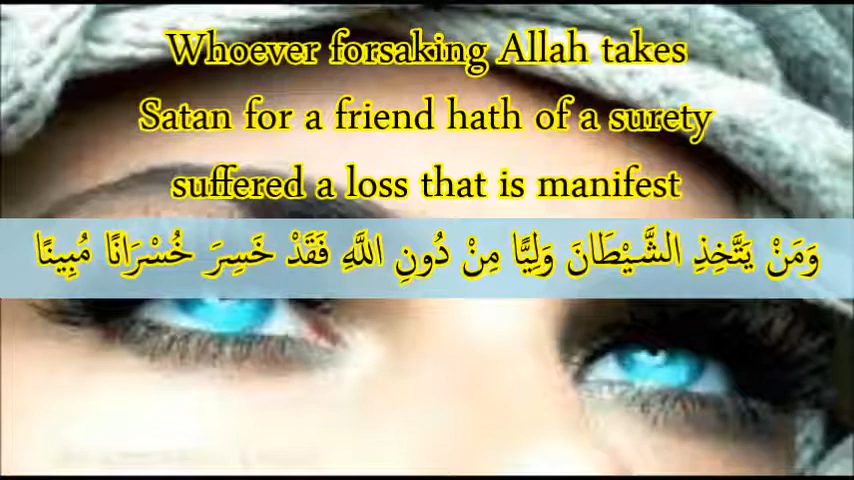 Whoever forsaking Allah takes
Satan for a friend hath of a surety
suffered a loss that is manifest
وَمَنْ يَتَّخِذِ الشَّيْطَانَ وَلِيًّا مِنْ دُونِ اللَّهِ فَقَدْ خَسِرَ خُسْرَانًا مُبِينًا